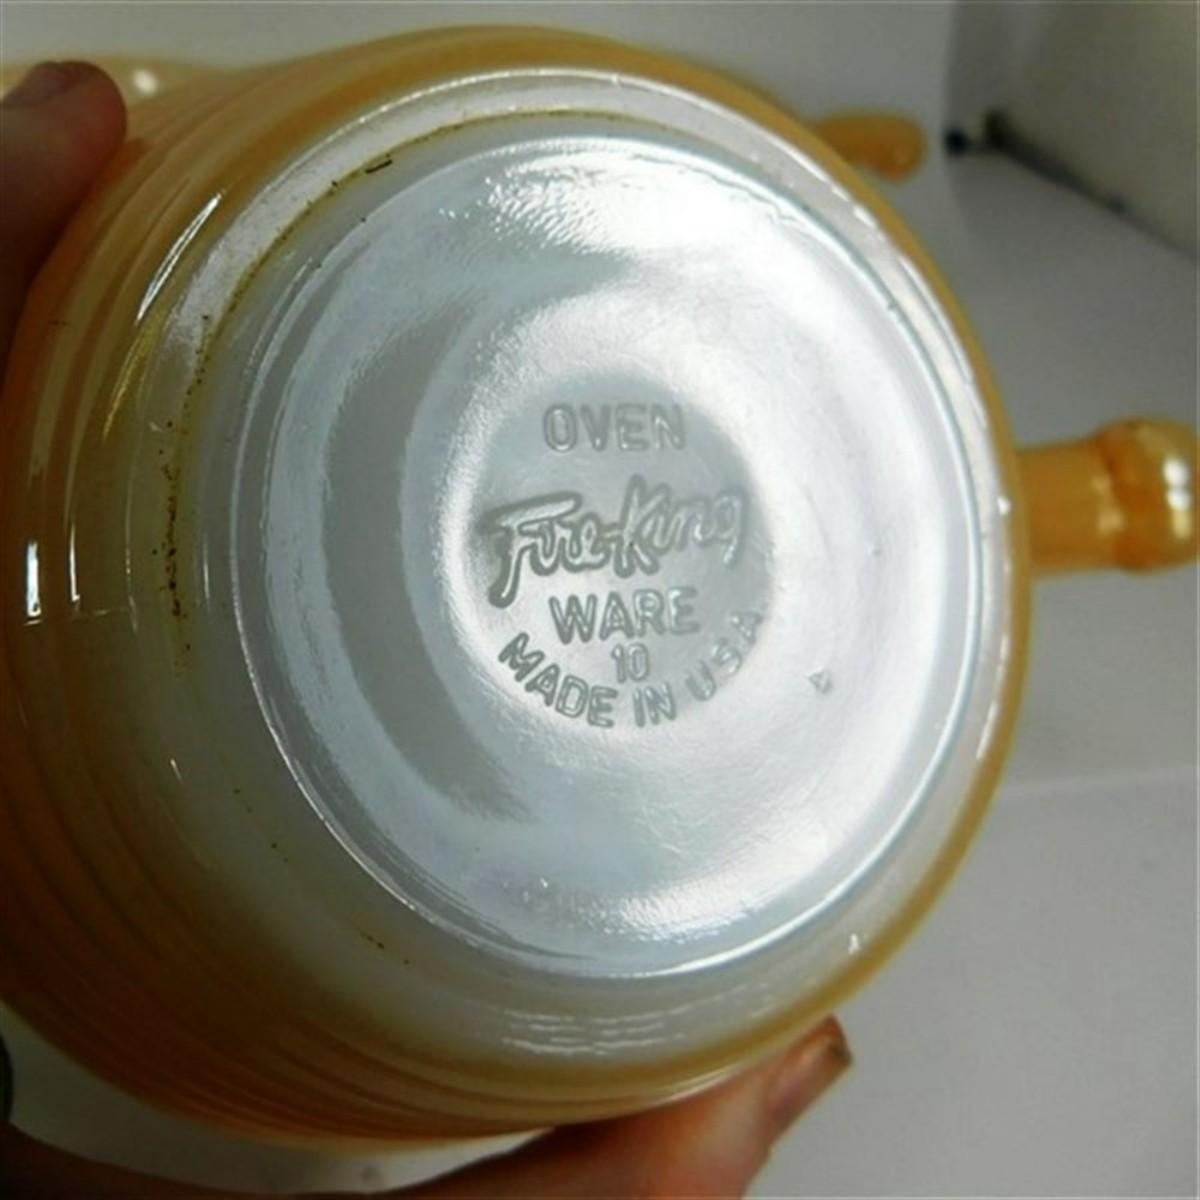 OVEN
Fire-King
WARE
10
MADE IN USA